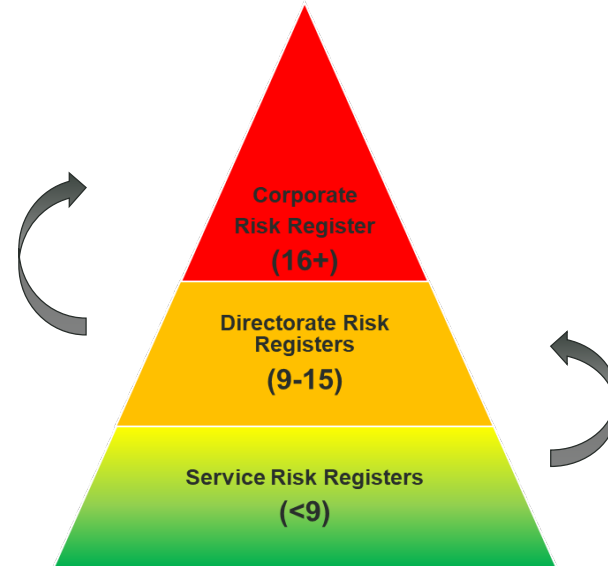 Corporate
Risk Register
(16+)
Directorate Risk
Registers
(9-15)
Service Risk Registers
(<9)